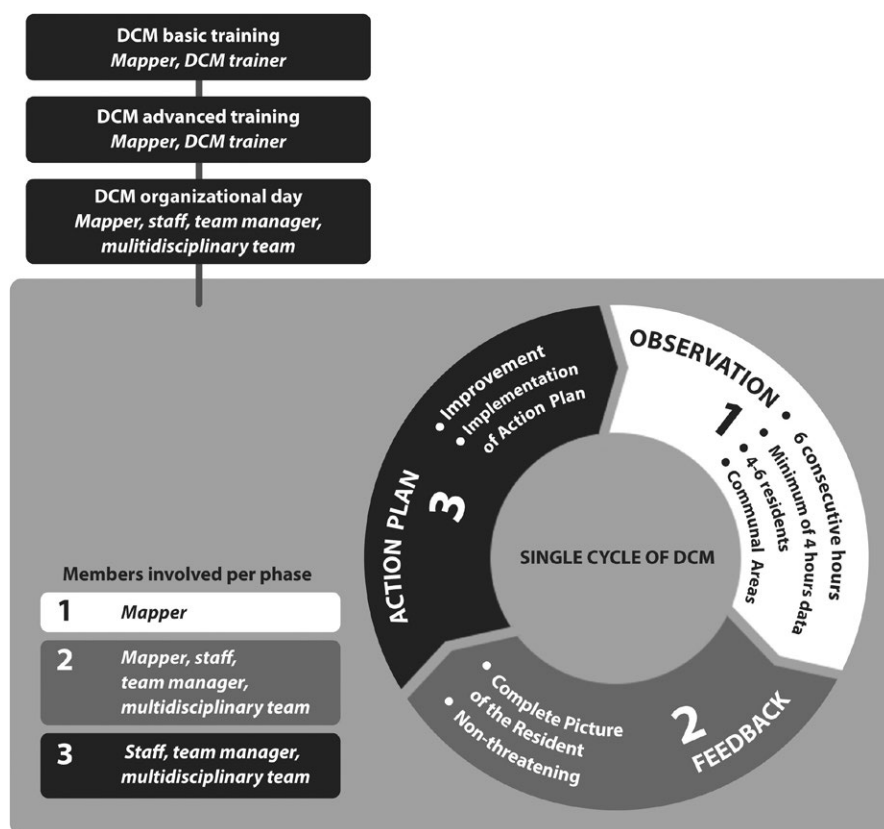 DCM basic training
Mapper, DCM trainer
DCM advanced training
Mapper, DCM trainer
DCM organizational day
Mapper, staff, team manager,
mulitidisciplinary team
OBSERVATION
1
• 6 consecutive hours
• Minimum of 4 hours data
• 4-6 residents
• Communal Areas
2
FEEDBACK
• Complete Picture
of the Resident
• Non-threatening
ACTION PLAN
3
• Improvement
• Implementation
of Action Plan
SINGLE CYCLE OF DCM
Members involved per phase
1 Mapper
2 Mapper, staff,
team manager,
multidisciplinary team
3 Staff, team manager,
multidisciplinary team